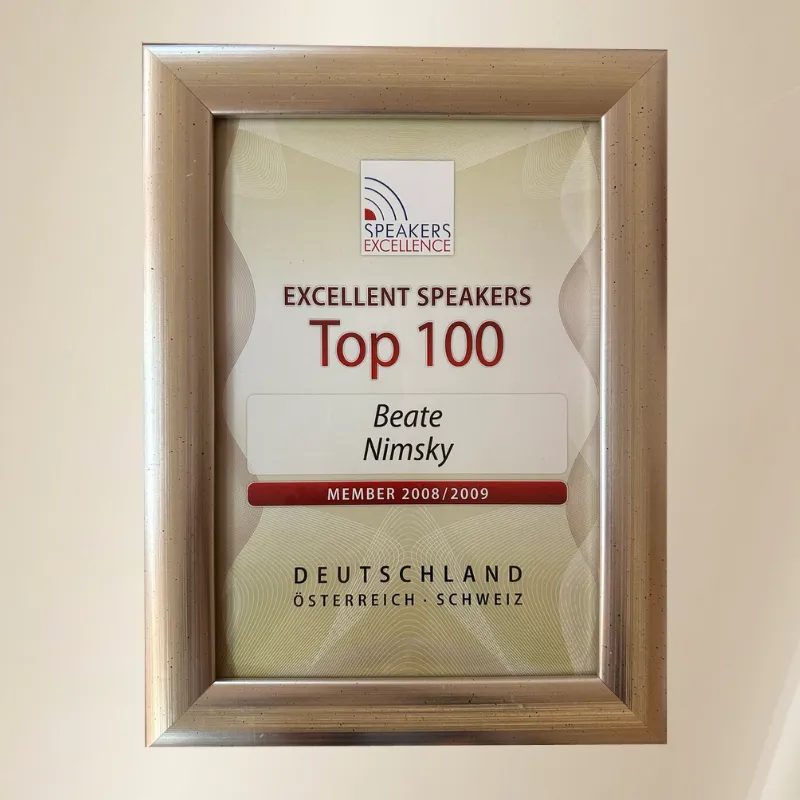 SPEAKERS
EXCELLENCE
EXCELLENT SPEAKERS
Top 100
Beate
Nimsky
MEMBER 2008/2009
DEUTSCHLAND
ÖSTERREICH · SCHWEIZ